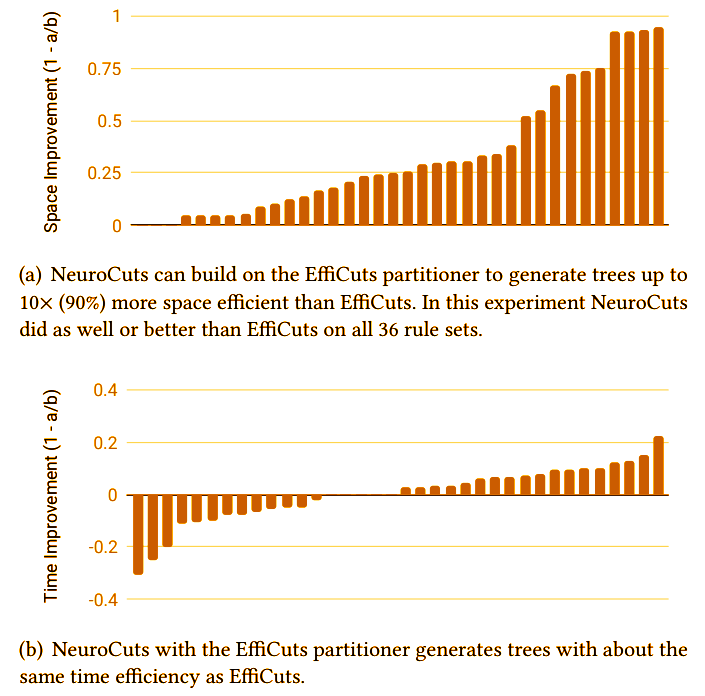 Space Improvement (1 - a/b)
1
0.75
0.5
0.25
0
(a) NeuroCuts can build on the EffiCuts partitioner to generate trees up to
10× (90%) more space efficient than EffiCuts. In this experiment NeuroCuts
did as well or better than EffiCuts on all 36 rule sets.
Time Improvement (1 - a/b)
0.4
0.2
0
-0.2
-0.4
(b) NeuroCuts with the EffiCuts partitioner generates trees with about the
same time efficiency as EffiCuts.